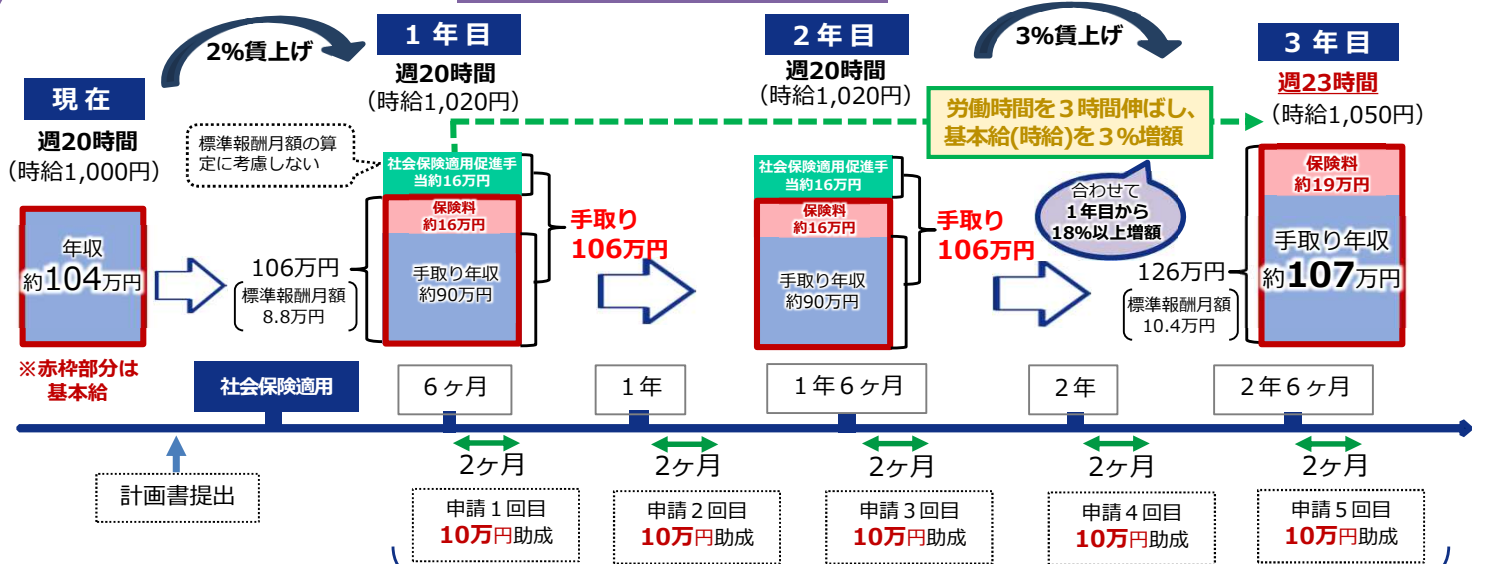 2%賃上げ
1年目
週20時間
（時給1,020円）
2年目
週20時間
（時給1,020円）
3%賃上げ
3年目
週23時間
（時給1,050円）
現在
週20時間
（時給1,000円）
標準報酬月額の算
定に考慮しない
労働時間を３時間伸ばし、
基本給(時給)を３％増額
社会保険適用促進手
当約16万円
保険料
約16万円
手取り年収
約90万円
手取り
106万円
社会保険適用促進手
当約16万円
保険料
約16万円
手取り年収
約90万円
手取り
106万円
合わせて
１年目から
18%以上増額
保険料
約19万円
手取り年収
約107万円
年収
約104万円
106万円
標準報酬月額
8.8万円
126万円
標準報酬月額
10.4万円
※赤枠部分は
基本給
社会保険適用
６ヶ月
１年
１年６ヶ月
２年
２年６ヶ月
2ヶ月
2ヶ月
2ヶ月
2ヶ月
2ヶ月
計画書提出
申請１回目
10万円助成
申請２回目
10万円助成
申請３回目
10万円助成
申請４回目
10万円助成
申請５回目
10万円助成